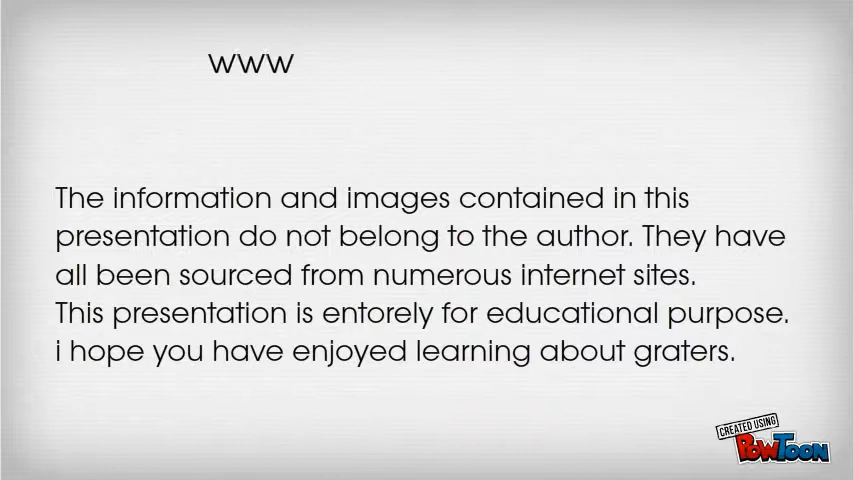 www
The information and images contained in this
presentation do not belong to the author. They have
all been sourced from numerous internet sites.
This presentation is entorely for educational purpose.
i hope you have enjoyed learning about graters.
CREATED USING
POWTOON